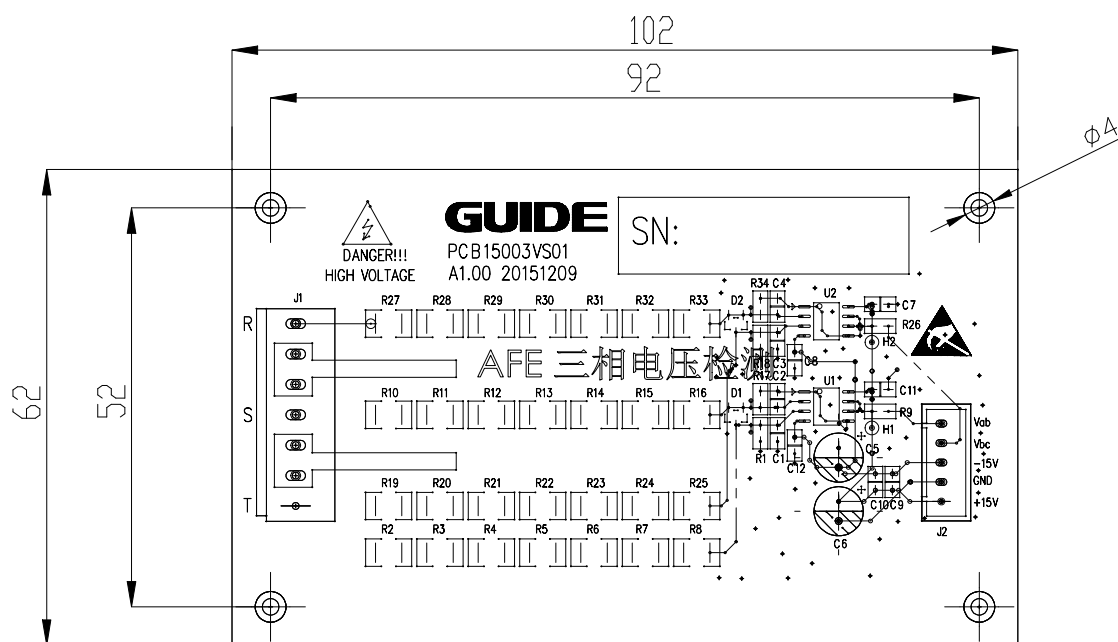 102
92
ϕ4
62
52
GUIDE
SN:
PCB15003VS01
A1.00 20151209
DANGER!!!
HIGH VOLTAGE
J1
R
S
T
R27 R28 R29 R30 R31 R32 R33 D2 R34 C4 U2 C7
R26
H2
AFE 三相电压检测
R18 C3 C8
R17 C2
R10 R11 R12 R13 R14 R15 R16 D1 U1 C11
R9
H1
R1 C1 C12 C5
Vab
Vbc
-15V
GND
+15V
R19 R20 R21 R22 R23 R24 R25 C10 C9
R2 R3 R4 R5 R6 R7 R8 C6 J2